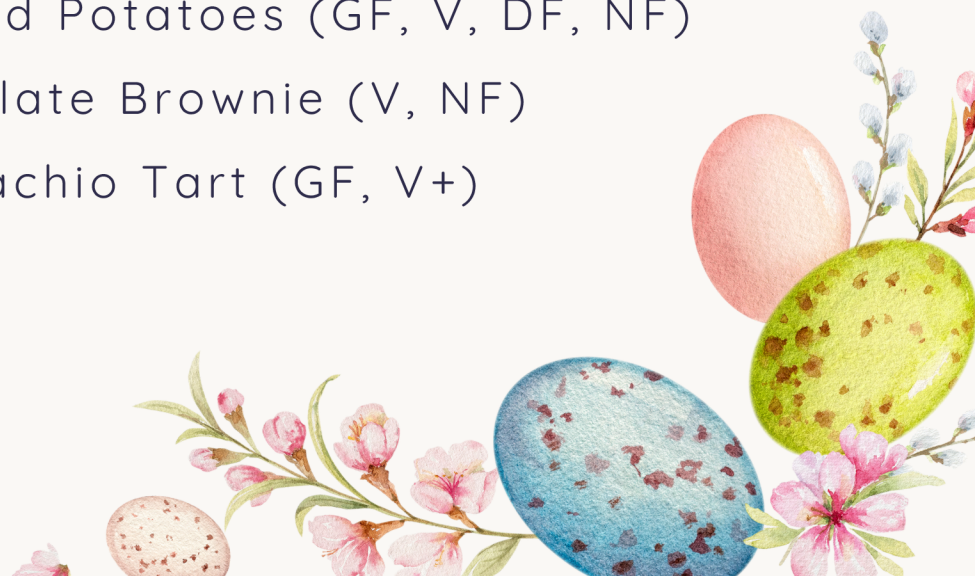 d Potatoes (GF, V, DF, NF)
late Brownie (V, NF)
achio Tart (GF, V+)